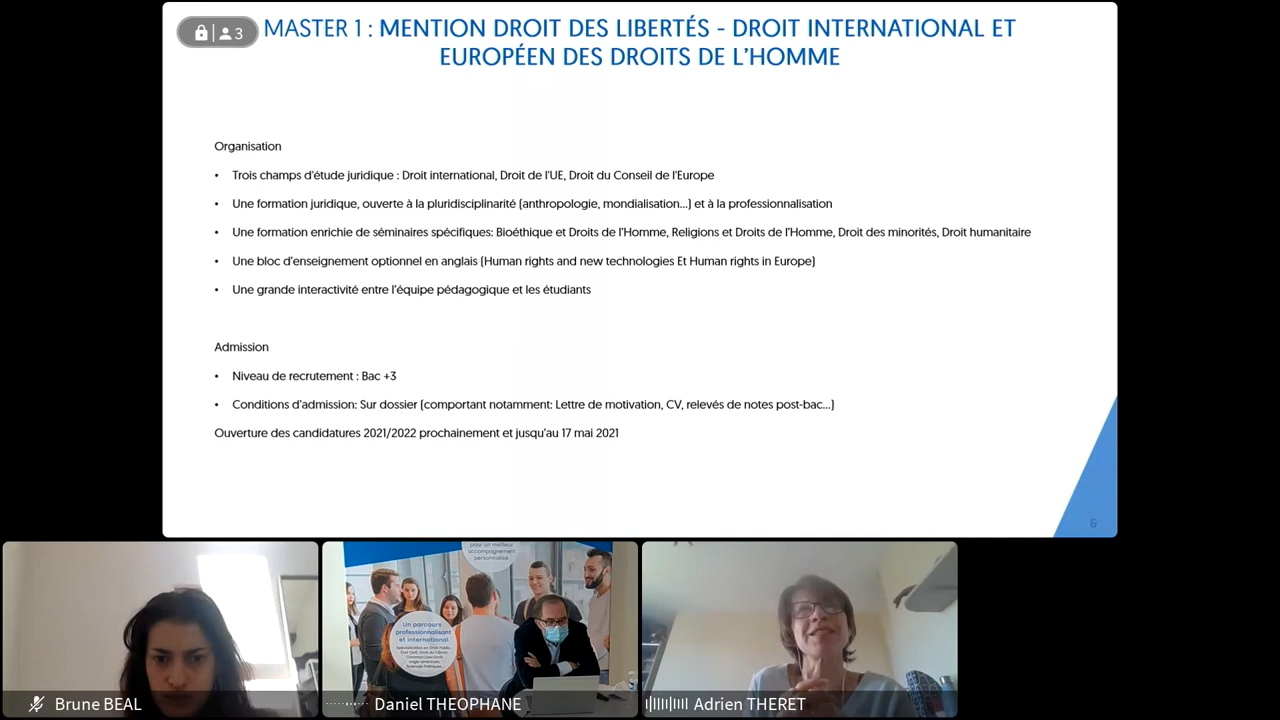 3
MASTER 1 : MENTION DROIT DES LIBERTÉS - DROIT INTERNATIONAL ET
EUROPÉEN DES DROITS DE L'HOMME
Organisation
• Trois champs d'étude juridique : Droit international, Droit de l'UE, Droit du Conseil de l'Europe
• Une formation juridique, ouverte à la pluridisciplinarité (anthropologie, mondialisation...) et à la professionnalisation
• Une formation enrichie de séminaires spécifiques: Bioéthique et Droits de l'Homme, Religions et Droits de l'Homme, Droit des minorités, Droit humanitaire
• Une bloc d'enseignement optionnel en anglais (Human rights and new technologies Et Human rights in Europe)
• Une grande interactivité entre l'équipe pédagogique et les étudiants
Admission
• Niveau de recrutement : Bac +3
• Conditions d'admission: Sur dossier (comportant notamment: Lettre de motivation, CV, relevés de notes post-bac...)
Ouverture des candidatures 2021/2022 prochainement et jusqu'au 17 mai 2021
6
pour un meilleur
accompagnement
personnalisé
Un parcours
professionnalisant
et international
Brune BEAL
Daniel THEOPHANE
Adrien THERET